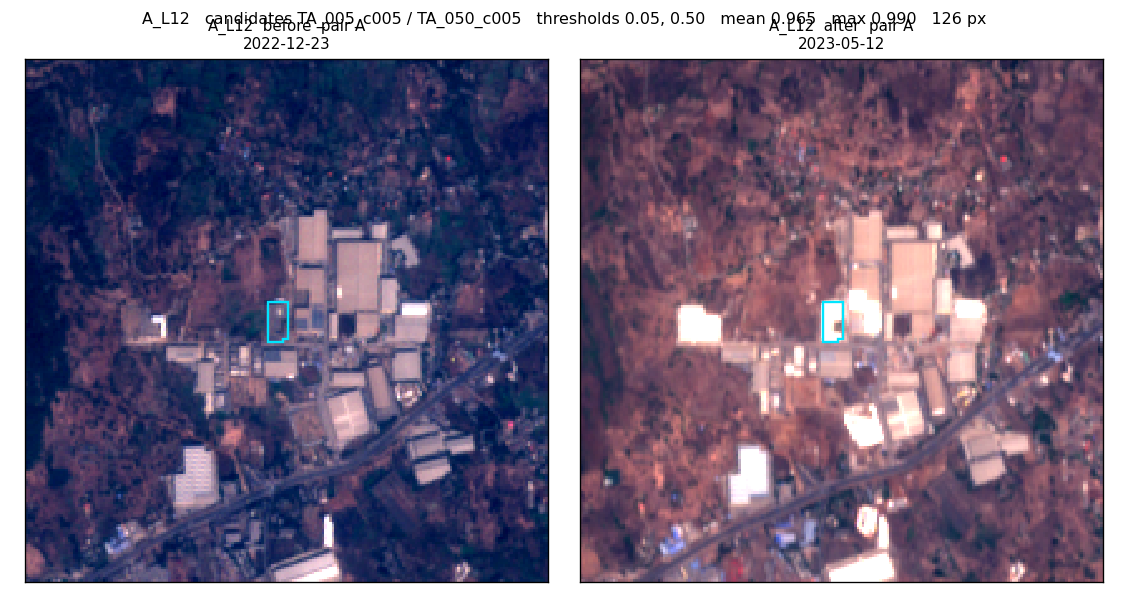 A_L12   candidates TA_005_c005 / TA_050_c005   thresholds 0.05, 0.50   mean 0.965   max 0.990   126 px
A_L12  before  pair A
2022-12-23
A_L12  after  pair A
2023-05-12